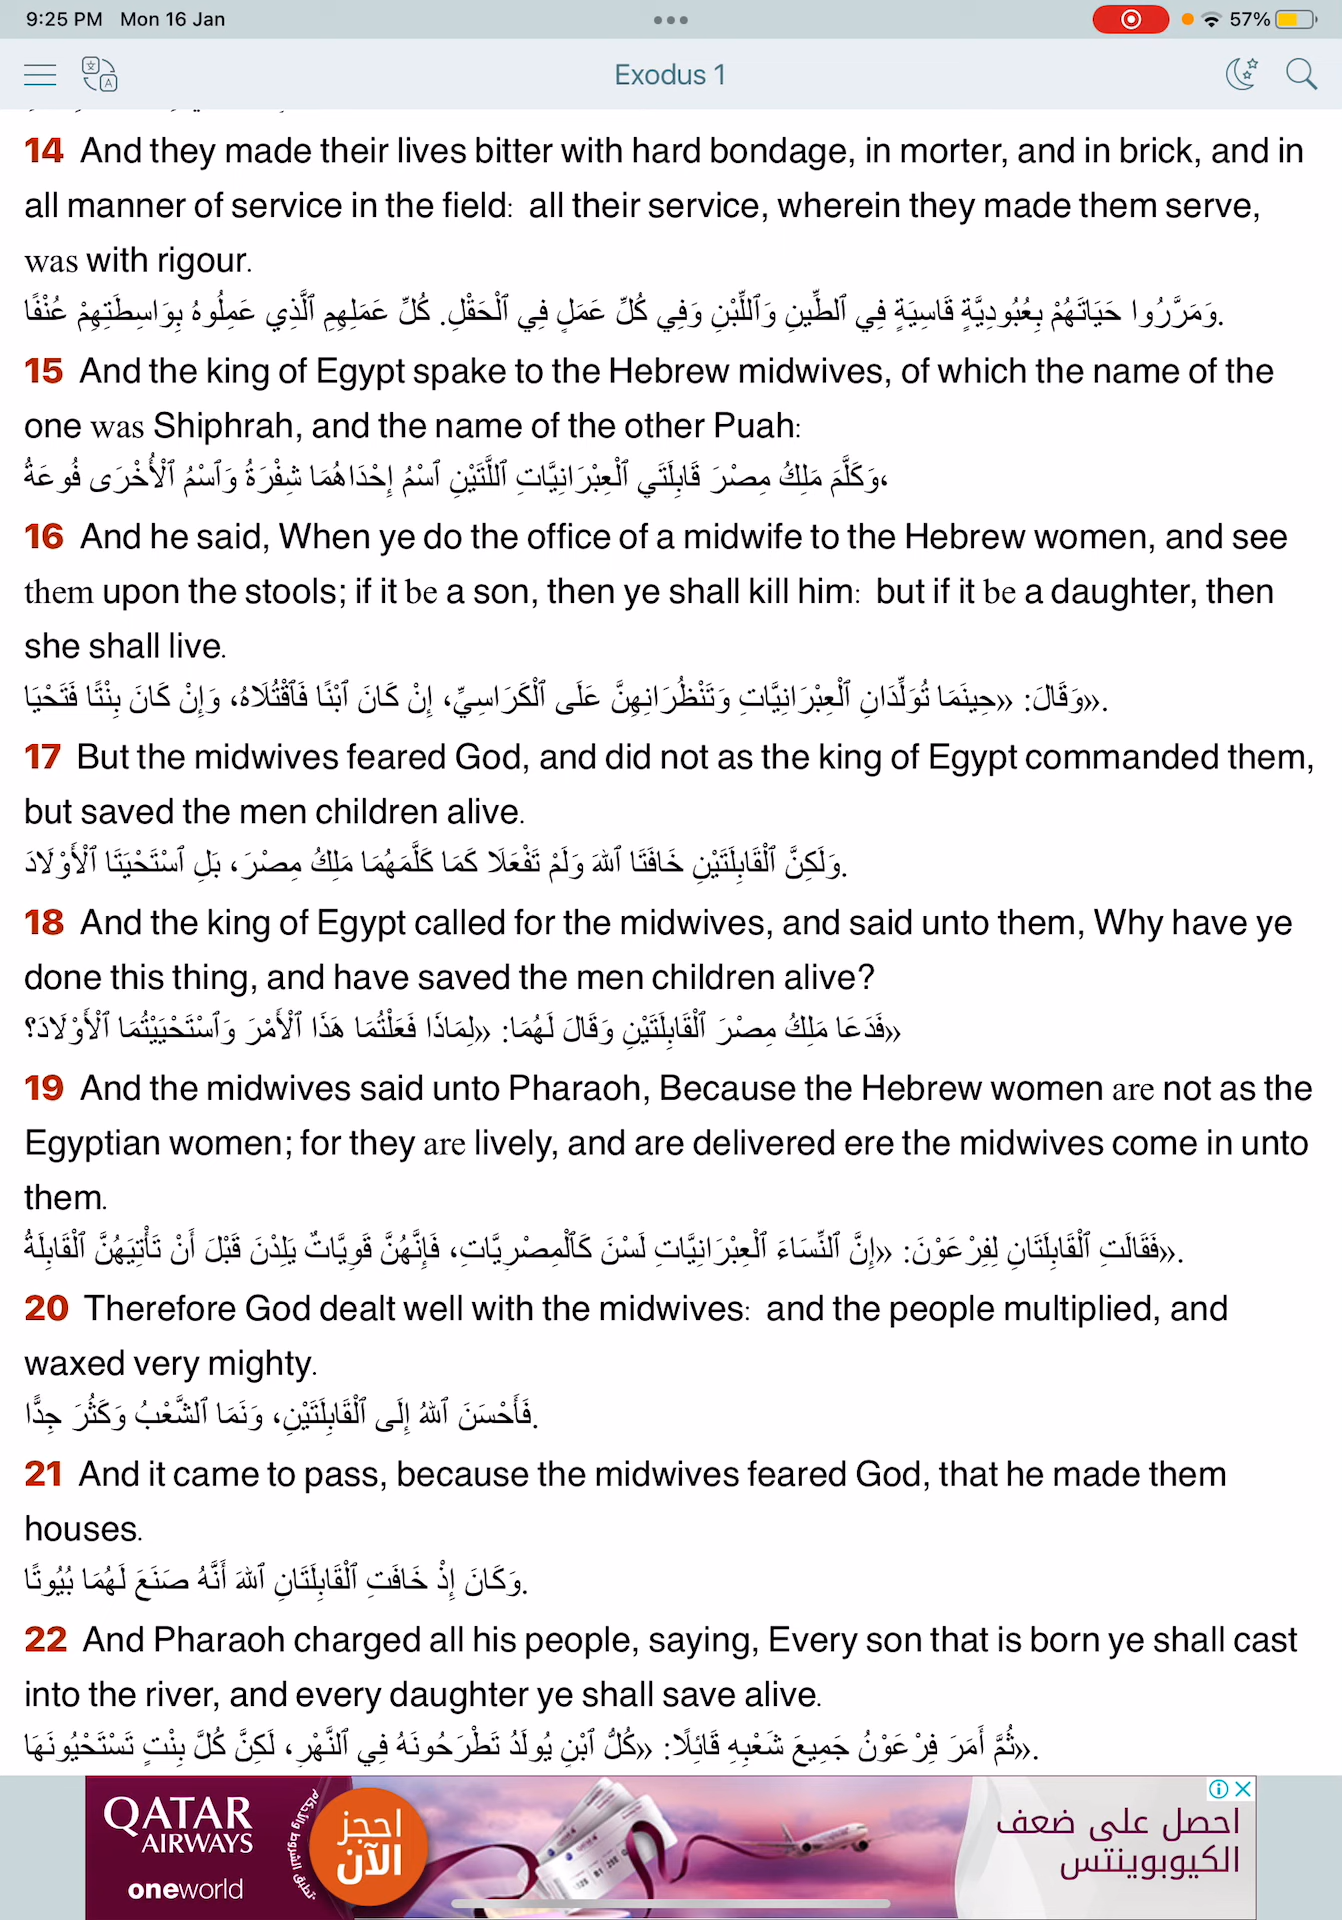 9:25 PM Mon 16 Jan
57%
Exodus 1
14 And they made their lives bitter with hard bondage, in morter, and in brick, and in
all manner of service in the field: all their service, wherein they made them serve,
was with rigour.
وَمَرَّرُوا حَيَاتَهُمْ بِعُبُودِيَّةٍ قَاسِيَةٍ فِي ٱلطِّينِ وَٱللِّبْنِ وَفِي كُلِّ عَمَلٍ فِي ٱلْحَقْلِ. كُلِّ عَمَلِهِمِ ٱلَّذِي عَمِلُوهُ بِوَاسِطَتِهِمْ عُنْفًا.
15 And the king of Egypt spake to the Hebrew midwives, of which the name of the
one was Shiphrah, and the name of the other Puah:
وَكَلَّمَ مَلِكُ مِصْرَ قَابِلَتَيِ ٱلْعِبْرَانِيَّاتِ ٱللَّتَيْنِ ٱسْمُ إِحْدَاهُمَا شِفْرَةُ وَٱسْمُ ٱلْأُخْرَى فُوعَةُ،
16 And he said, When ye do the office of a midwife to the Hebrew women, and see
them upon the stools; if it be a son, then ye shall kill him: but if it be a daughter, then
she shall live.
وَقَالَ: «حِينَمَا تُوَلِّدَانِ ٱلْعِبْرَانِيَّاتِ وَتَنْظُرَانِهِنَّ عَلَى ٱلْكَرَاسِيِّ، إِنْ كَانَ ٱبْنًا فَٱقْتُلَاهُ، وَإِنْ كَانَ بِنْتًا فَتَحْيَا».
17 But the midwives feared God, and did not as the king of Egypt commanded them,
but saved the men children alive.
وَلَكِنَّ ٱلْقَابِلَتَيْنِ خَافَتَا ٱللهَ وَلَمْ تَفْعَلَا كَمَا كَلَّمَهُمَا مَلِكُ مِصْرَ، بَلِ ٱسْتَحْيَتَا ٱلْأَوْلَادَ.
18 And the king of Egypt called for the midwives, and said unto them, Why have ye
done this thing, and have saved the men children alive?
فَدَعَا مَلِكُ مِصْرَ ٱلْقَابِلَتَيْنِ وَقَالَ لَهُمَا: «لِمَاذَا فَعَلْتُمَا هَذَا ٱلْأَمْرَ وَٱسْتَحْيَيْتُمَا ٱلْأَوْلَادَ؟»
19 And the midwives said unto Pharaoh, Because the Hebrew women are not as the
Egyptian women; for they are lively, and are delivered ere the midwives come in unto
them.
فَقَالَتِ ٱلْقَابِلَتَانِ لِفِرْعَوْنَ: «إِنَّ ٱلنِّسَاءَ ٱلْعِبْرَانِيَّاتِ لَسْنَ كَٱلْمِصْرِيَّاتِ، فَإِنَّهُنَّ قَوِيَّاتٌ يَلِدْنَ قَبْلَ أَنْ تَأْتِيَهُنَّ ٱلْقَابِلَةُ».
20 Therefore God dealt well with the midwives: and the people multiplied, and
waxed very mighty.
فَأَحْسَنَ ٱللهُ إِلَى ٱلْقَابِلَتَيْنِ، وَنَمَا ٱلشَّعْبُ وَكَثُرَ جِدًّا.
21 And it came to pass, because the midwives feared God, that he made them
houses.
وَكَانَ إِذْ خَافَتِ ٱلْقَابِلَتَانِ ٱللهَ أَنَّهُ صَنَعَ لَهُمَا بُيُوتًا.
22 And Pharaoh charged all his people, saying, Every son that is born ye shall cast
into the river, and every daughter ye shall save alive.
ثُمَّ أَمَرَ فِرْعَوْنُ جَمِيعَ شَعْبِهِ قَائِلًا: «كُلُّ ٱبْنٍ يُولَدُ تَطْرَحُونَهُ فِي ٱلنَّهْرِ، لَكِنَّ كُلَّ بِنْتٍ تَسْتَحْيُونَهَا».
QATAR
AIRWAYS
oneworld
تطبق الشروط والأحكام
احجز
الآن
احصل على ضعف
الكيوبوينتس